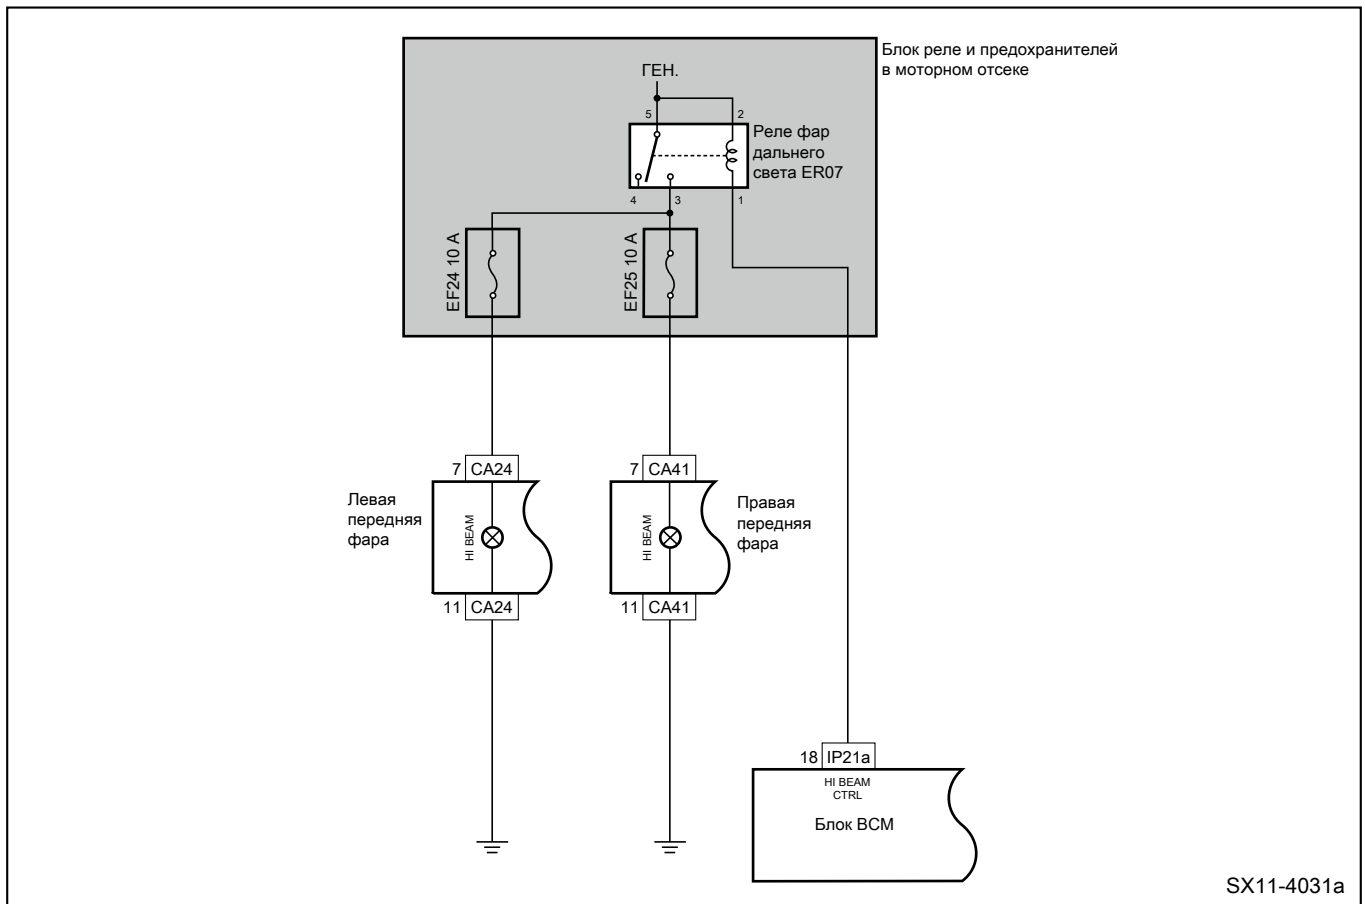 Блок реле и предохранителей
в моторном отсеке
ГЕН.
5
2
Реле фар
дальнего
света ER07
4
3
1
EF24 10 A
EF25 10 A
7 CA24
7 CA41
Левая
передняя
фара
HI BEAM
HI BEAM
Правая
передняя
фара
11 CA24
11 CA41
18 IP21a
HI BEAM
CTRL
Блок BCM
SX11-4031a